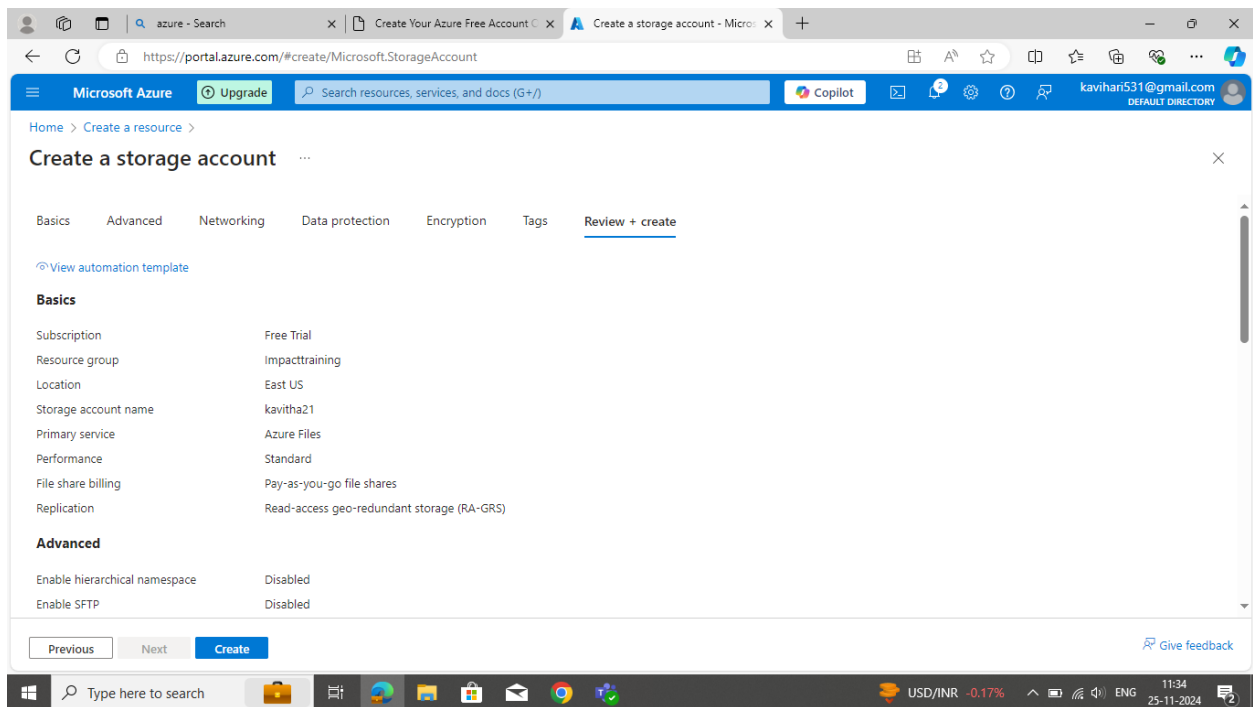 azure - Search
Create Your Azure Free Account
Create a storage account - Micros
https://portal.azure.com/#create/Microsoft.StorageAccount
Microsoft Azure
Upgrade
Search resources, services, and docs (G+/)
Copilot
2
kavihari531@gmail.com
DEFAULT DIRECTORY
Home > Create a resource >
Create a storage account ...
Basics Advanced Networking Data protection Encryption Tags Review + create
View automation template
Basics
Subscription Free Trial
Resource group Impacttraining
Location East US
Storage account name kavitha21
Primary service Azure Files
Performance Standard
File share billing Pay-as-you-go file shares
Replication Read-access geo-redundant storage (RA-GRS)
Advanced
Enable hierarchical namespace Disabled
Enable SFTP Disabled
Previous Next Create Give feedback
Type here to search
USD/INR -0.17%
ENG
11:34
25-11-2024
2